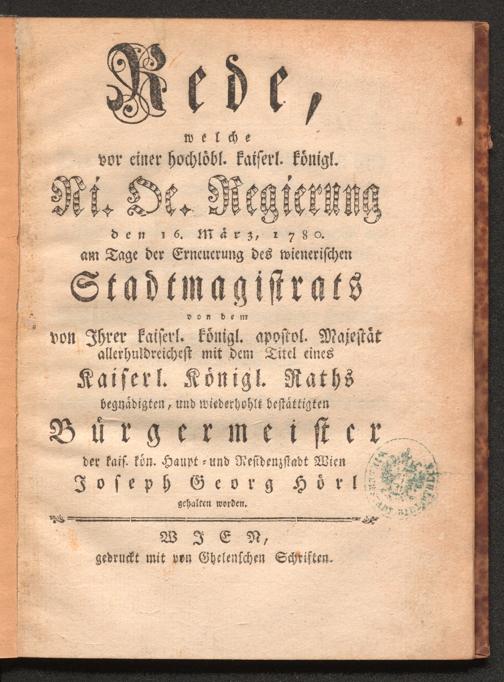 Rede,
welche
vor einer hochlöbl. kaiserl. königl.
Ni. Oe. Regierung
den 16. März, 1780.
am Tage der Erneuerung des wienerischen
Stadtmagistrats
von dem
von Ihrer kaiserl. königl. apostol. Majestät
allerhuldreichest mit dem Titel eines
Kaiserl. Königl. Raths
begnädigten, und wiederhohlt bestättigten
Bürgermeister
der kais. kön. Haupt- und Residenzstadt Wien
Joseph Georg Hörl
gehalten worden.
WIEN,
gedruckt mit von Ghelenschen Schriften.